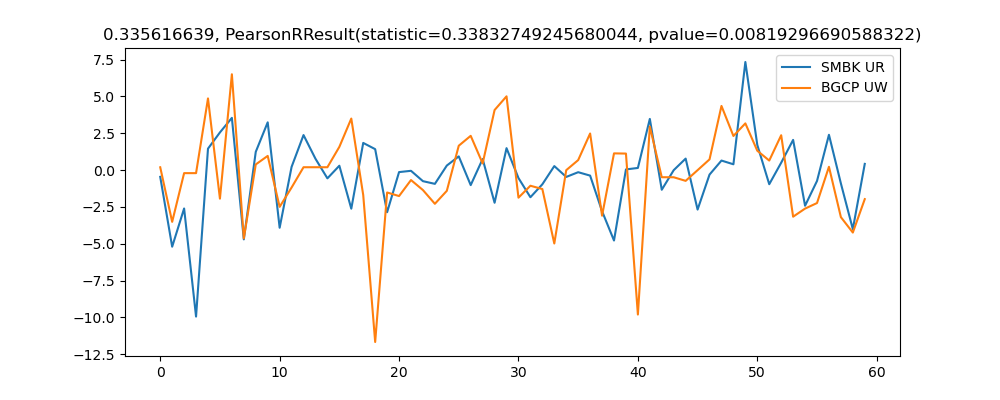 0.335616639, PearsonRResult(statistic=0.33832749245680044, pvalue=0.00819296690588322)
7.5
5.0
2.5
0.0
−2.5
−5.0
−7.5
−10.0
−12.5
0 10 20 30 40 50 60
SMBK UR
BGCP UW